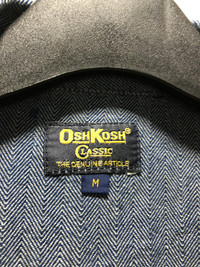 OSHKOSH®
CLASSIC
THE GENUINE ARTICLE
M